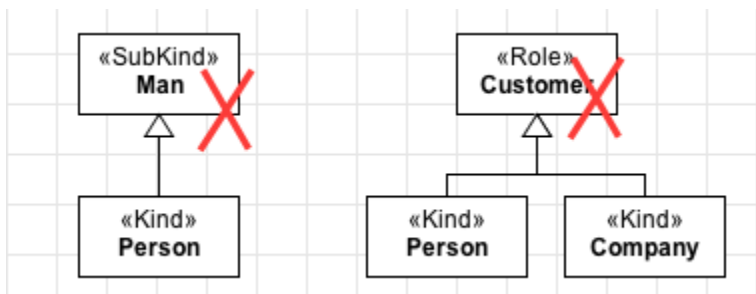 «SubKind»
Man
«Role»
Customer
«Kind»
Person
«Kind»
Person
«Kind»
Company